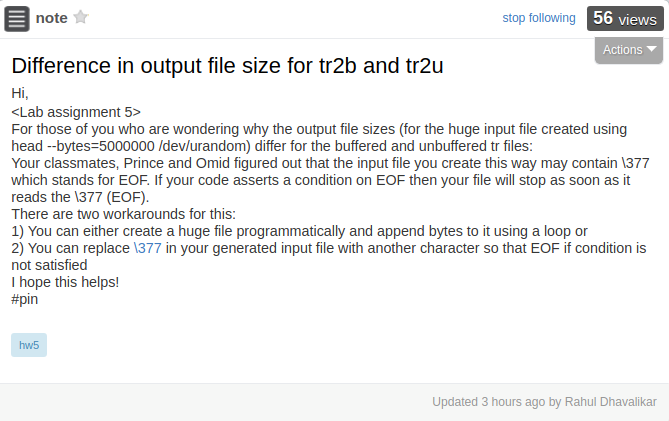 note
stop following
56 views
Actions
Difference in output file size for tr2b and tr2u
Hi,
<Lab assignment 5>
For those of you who are wondering why the output file sizes (for the huge input file created using
head --bytes=5000000 /dev/urandom) differ for the buffered and unbuffered tr files:
Your classmates, Prince and Omid figured out that the input file you create this way may contain \377
which stands for EOF. If your code asserts a condition on EOF then your file will stop as soon as it
reads the \377 (EOF).
There are two workarounds for this:
1) You can either create a huge file programmatically and append bytes to it using a loop or
2) You can replace \377 in your generated input file with another character so that EOF if condition is
not satisfied
I hope this helps!
#pin
hw5
Updated 3 hours ago by Rahul Dhavalikar